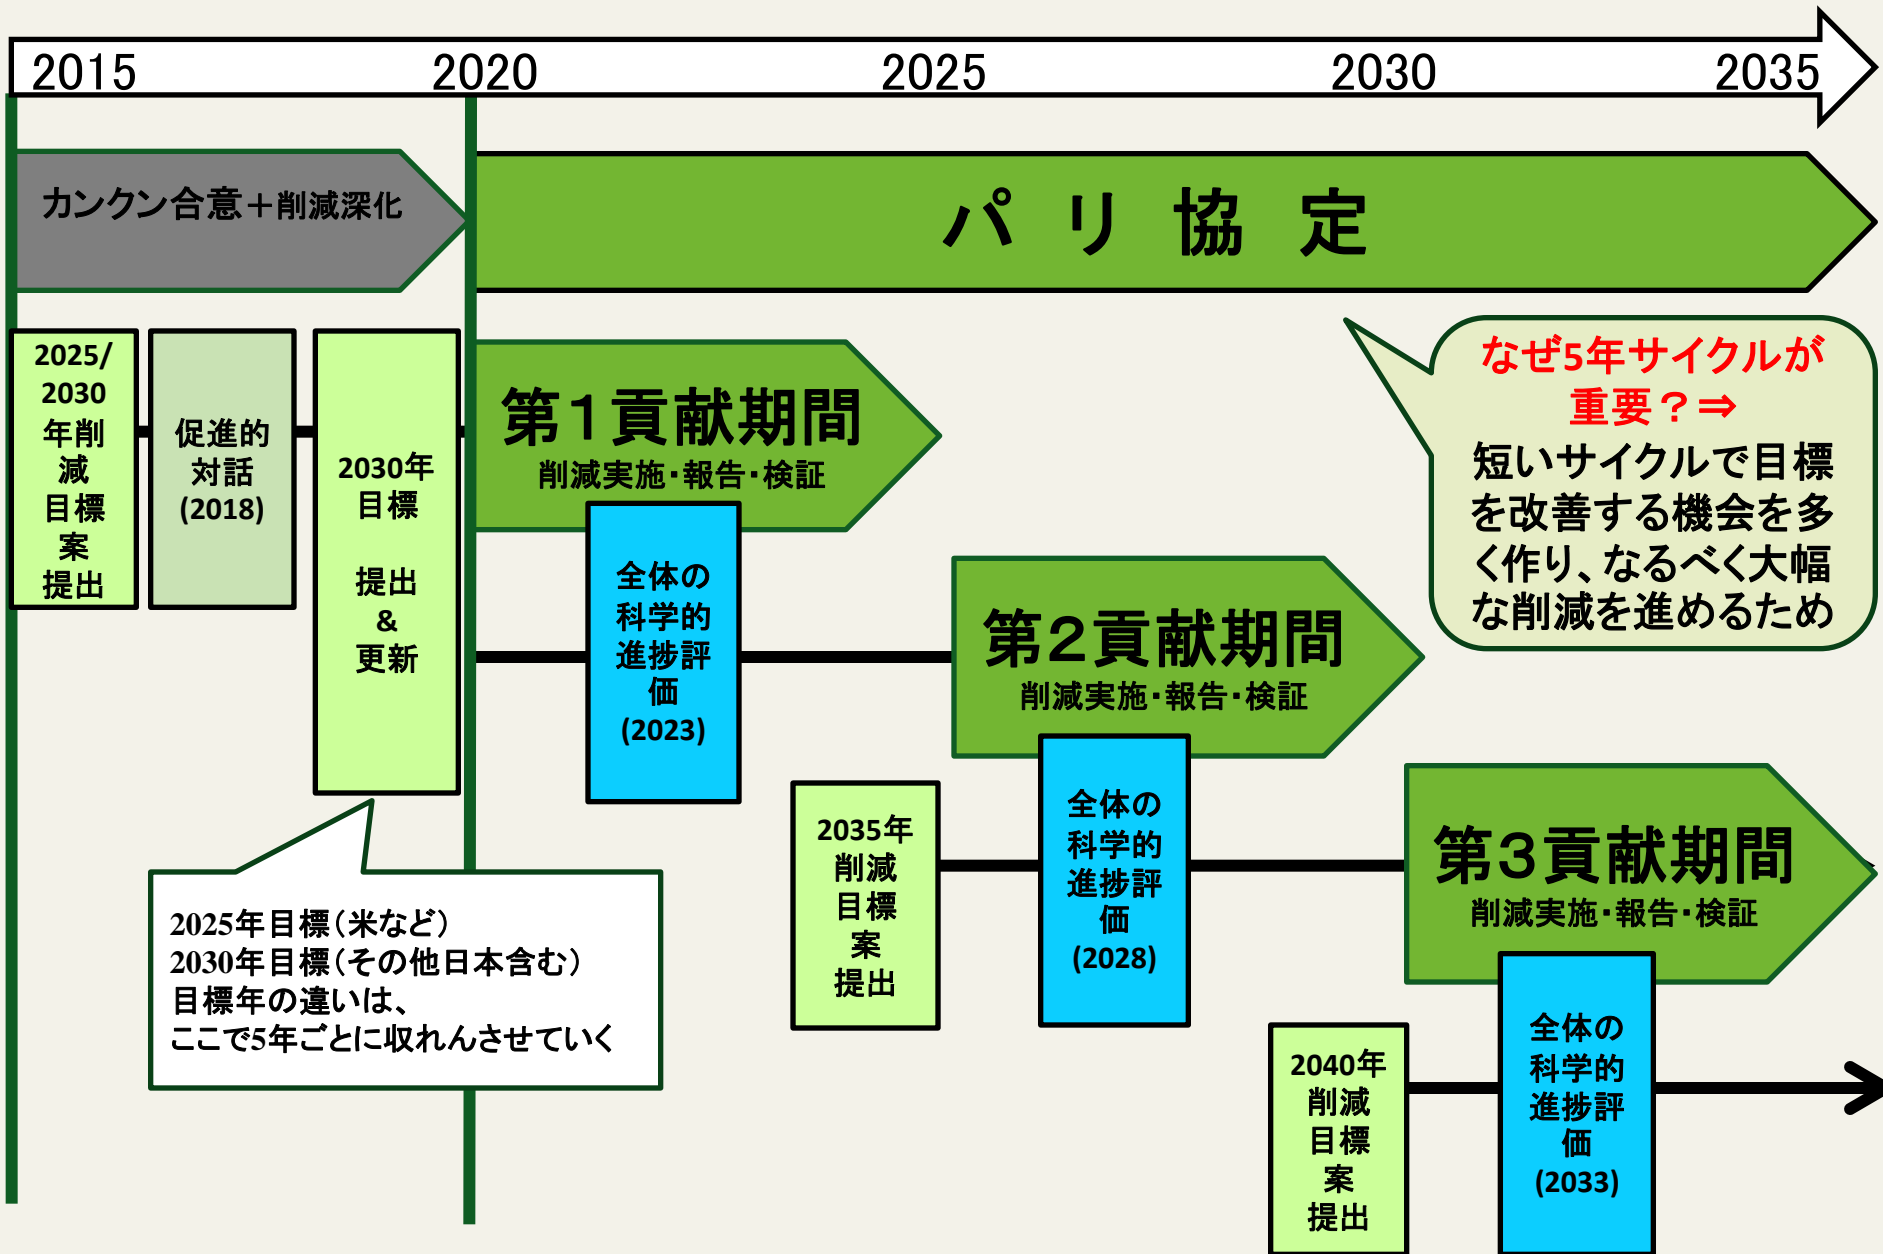 2015
2020
2025
2030
2035
カンクン合意＋削減深化
パリ協定
2025/
2030
年削
減
目標
案
提出
促進的
対話
(2018)
2030年
目標
提出
&
更新
第１貢献期間
削減実施・報告・検証
全体の
科学的
進捗評
価
(2023)
なぜ5年サイクルが
重要？⇒
短いサイクルで目標
を改善する機会を多
く作り、なるべく大幅
な削減を進めるため
第２貢献期間
削減実施・報告・検証
2035年
削減
目標
案
提出
全体の
科学的
進捗評
価
(2028)
第３貢献期間
削減実施・報告・検証
2025年目標（米など）
2030年目標（その他日本含む）
目標年の違いは、
ここで5年ごとに収れんさせていく
2040年
削減
目標
案
提出
全体の
科学的
進捗評
価
(2033)